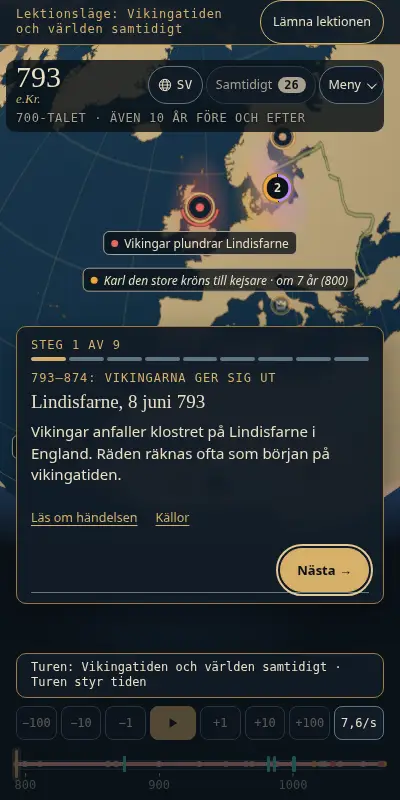 Lektionsläge: Vikingatiden
och världen samtidigt
Lämna lektionen
793
e.Kr.
SV
Samtidigt 26
Meny
700-TALET · ÄVEN 10 ÅR FÖRE OCH EFTER
2
Vikingar plundrar Lindisfarne
Karl den store kröns till kejsare · om 7 år (800)
STEG 1 AV 9
793–874: VIKINGARNA GER SIG UT
Lindisfarne, 8 juni 793
Vikingar anfaller klostret på Lindisfarne i
England. Räden räknas ofta som början på
vikingatiden.
Läs om händelsen
Källor
Nästa →
Turen: Vikingatiden och världen samtidigt ·
Turen styr tiden
−100
−10
−1
+1
+10
+100
7,6/s
800
900
1000